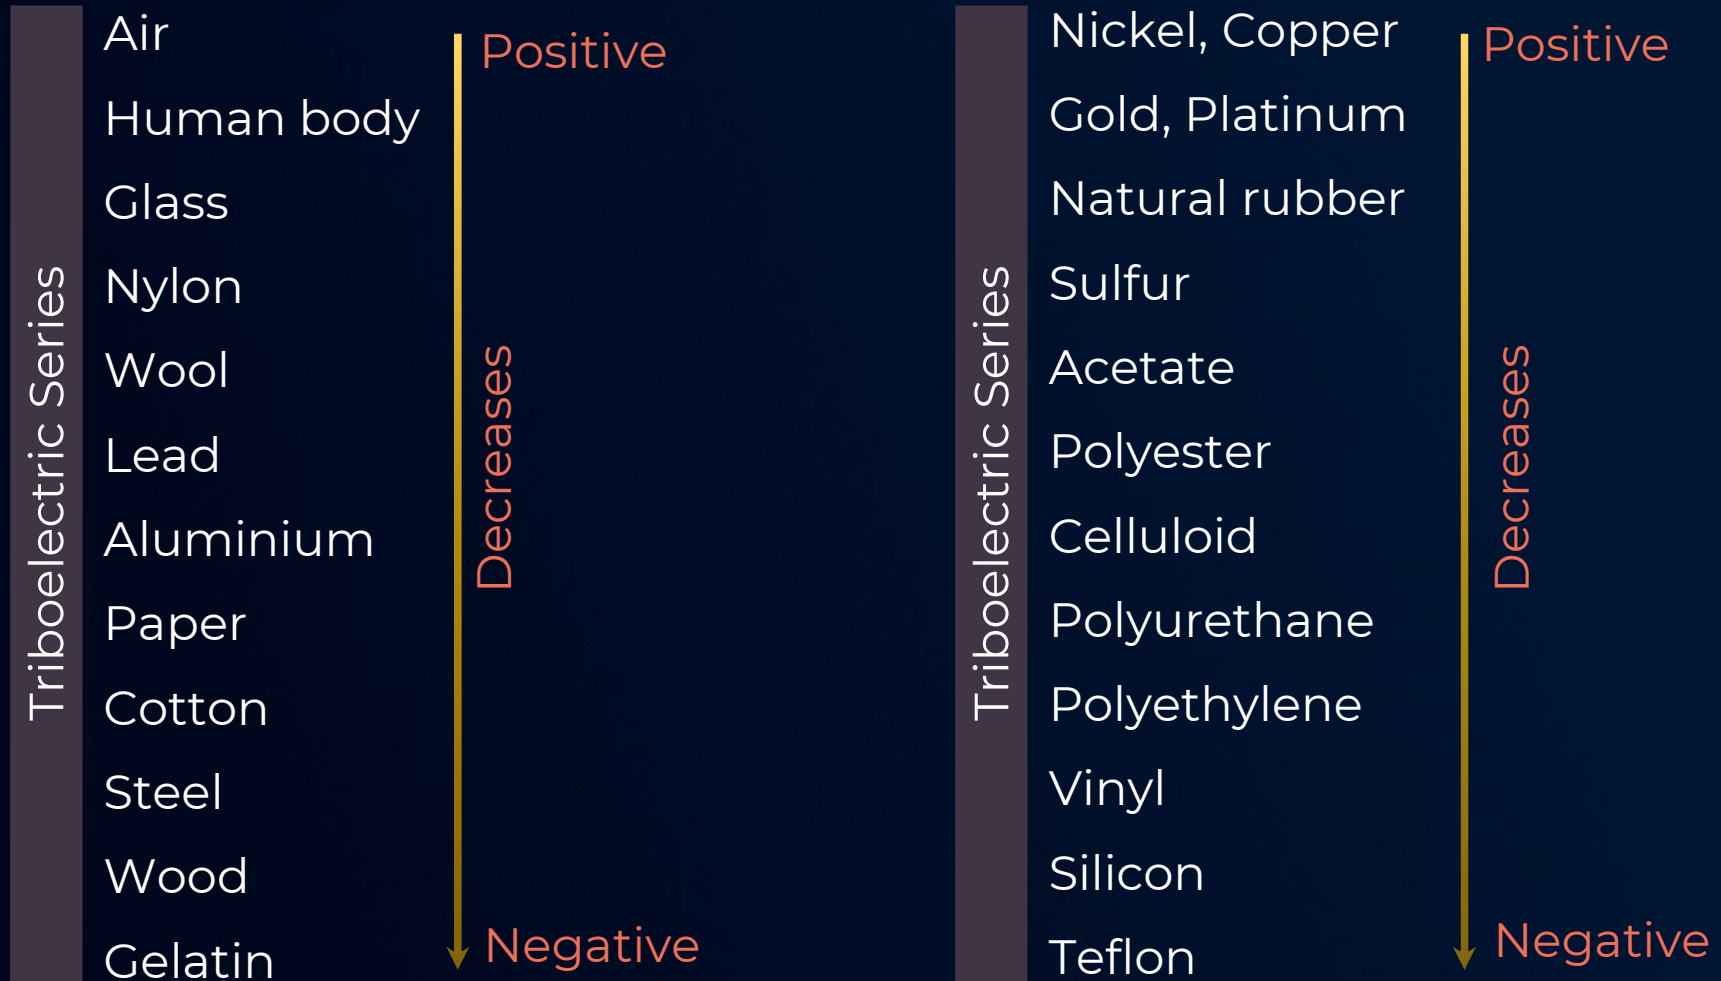 Triboelectric Series
Air
Human body
Glass
Nylon
Wool
Lead
Aluminium
Paper
Cotton
Steel
Wood
Gelatin
Positive
Decreases
Negative
Triboelectric Series
Nickel, Copper
Gold, Platinum
Natural rubber
Sulfur
Acetate
Polyester
Celluloid
Polyurethane
Polyethylene
Vinyl
Silicon
Teflon
Positive
Decreases
Negative